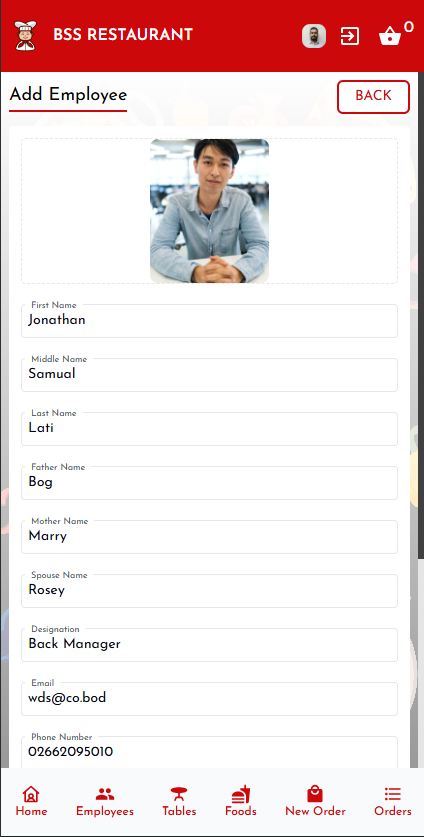 BSS RESTAURANT
0
Add Employee
BACK
First Name
Jonathan
Middle Name
Samual
Last Name
Lati
Father Name
Bog
Mother Name
Marry
Spouse Name
Rosey
Designation
Back Manager
Email
wds@co.bod
Phone Number
02662095010
Home Employees Tables Foods New Order Orders